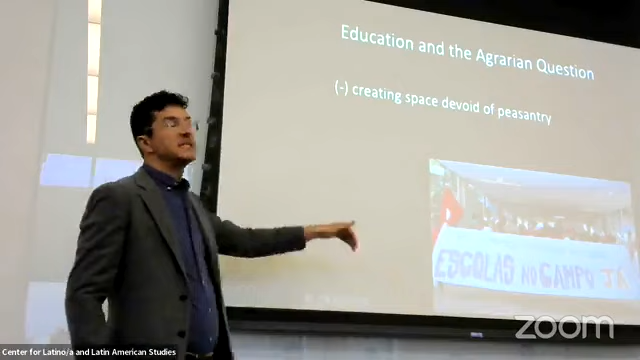 Education and the Agrarian Question
(-) creating space devoid of peasantry
ESCOLAS NO CAMPO JÁ
Center for Latino/a and Latin American Studies
zoom